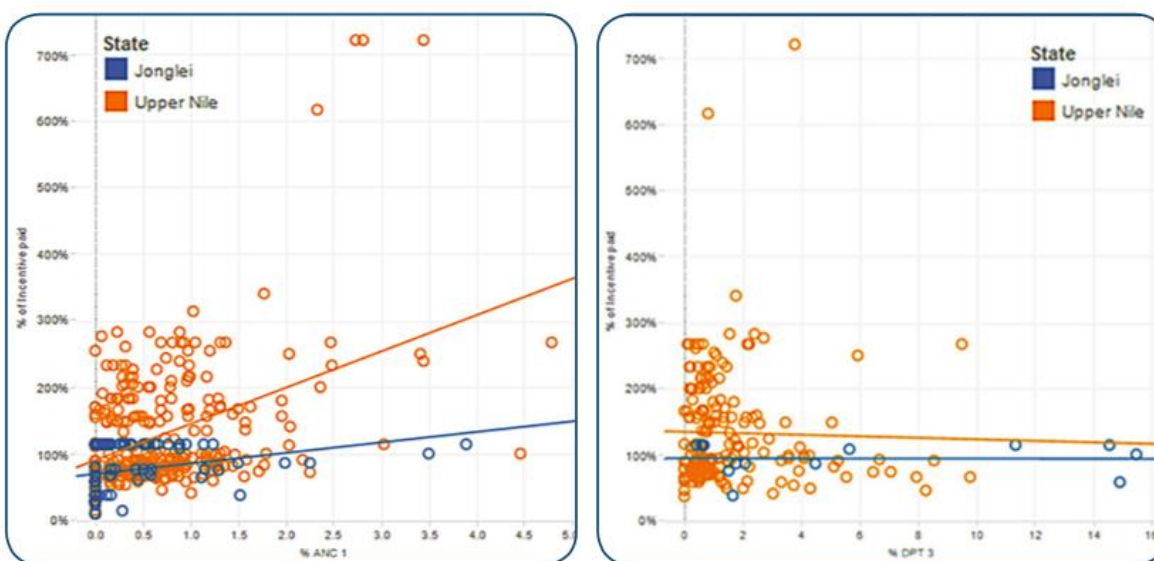 State
Jonglei
Upper Nile
700%
600%
500%
400%
300%
200%
100%
0%
% of Incentive paid
0.0 0.5 1.0 1.5 2.0 2.5 3.0 3.5 4.0 4.5 5.0
% ANC 1
State
Jonglei
Upper Nile
700%
600%
500%
400%
300%
200%
100%
0%
% of Incentive paid
0 2 4 6 8 10 12 14 16
% DPT 3